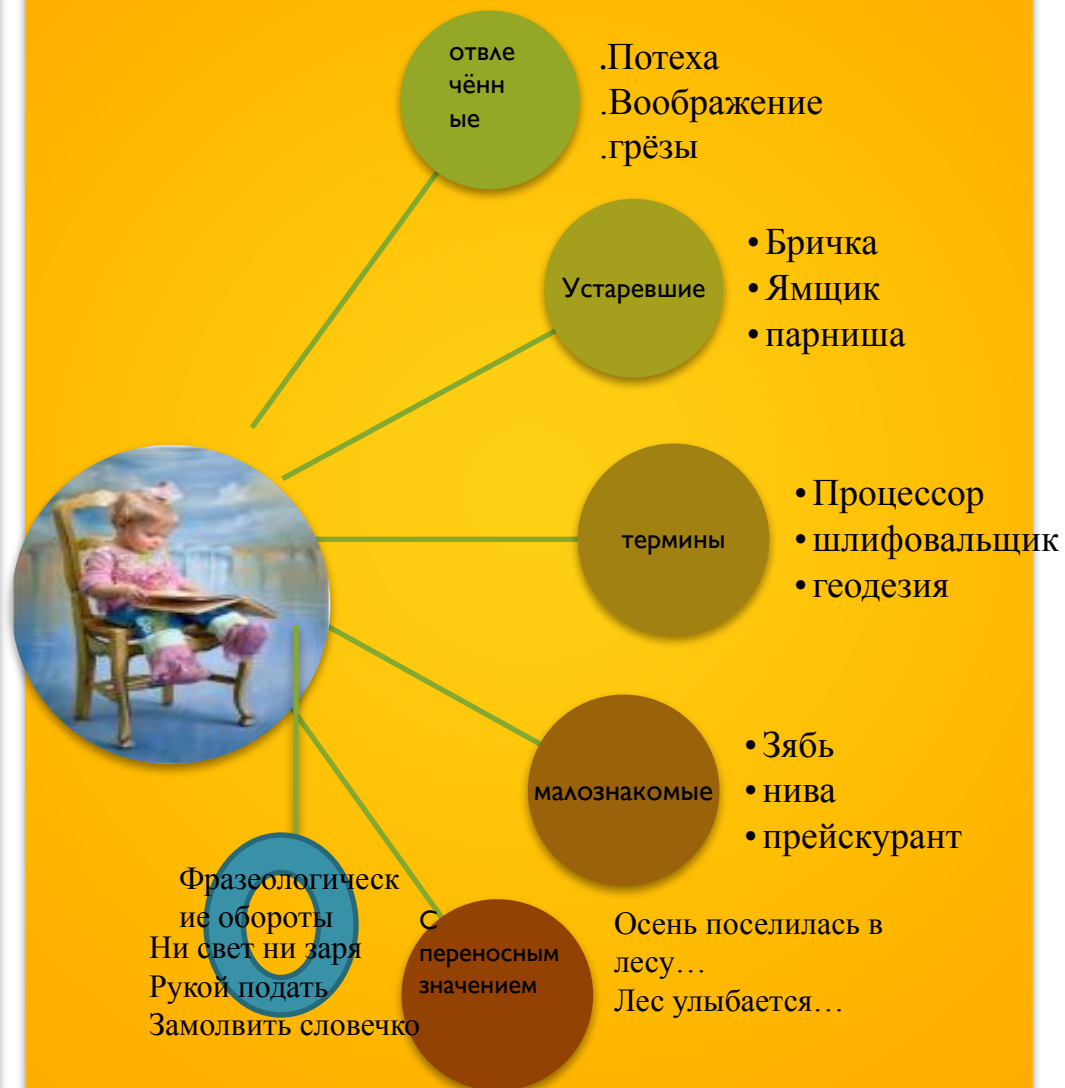 отвле
чённ
ые
.Потеха
.Воображение
.грёзы
Устаревшие
• Бричка
• Ямщик
• парниша
термины
• Процессор
• шлифовальщик
• геодезия
малознакомые
• Зябь
• нива
• прейскурант
С
переносным
значением
Осень поселилась в
лесу…
Лес улыбается…
Фразеологическ
ие обороты
Ни свет ни заря
Рукой подать
Замолвить словечко